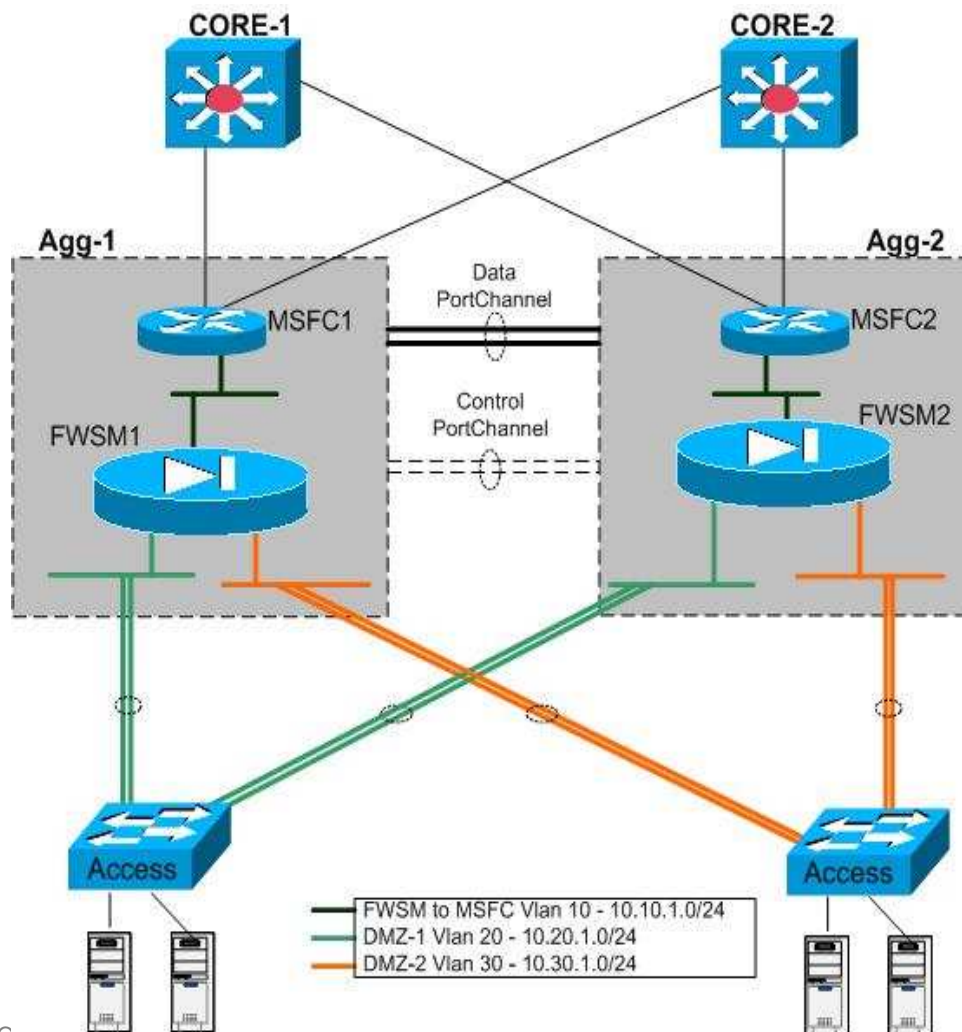 CORE-1
CORE-2
Agg-1
Agg-2
Data
PortChannel
MSFC1
MSFC2
Control
PortChannel
FWSM1
FWSM2
Access
Access
FWSM to MSFC Vlan 10 - 10.10.1.0/24
DMZ-1 Vlan 20 - 10.20.1.0/24
DMZ-2 Vlan 30 - 10.30.1.0/24